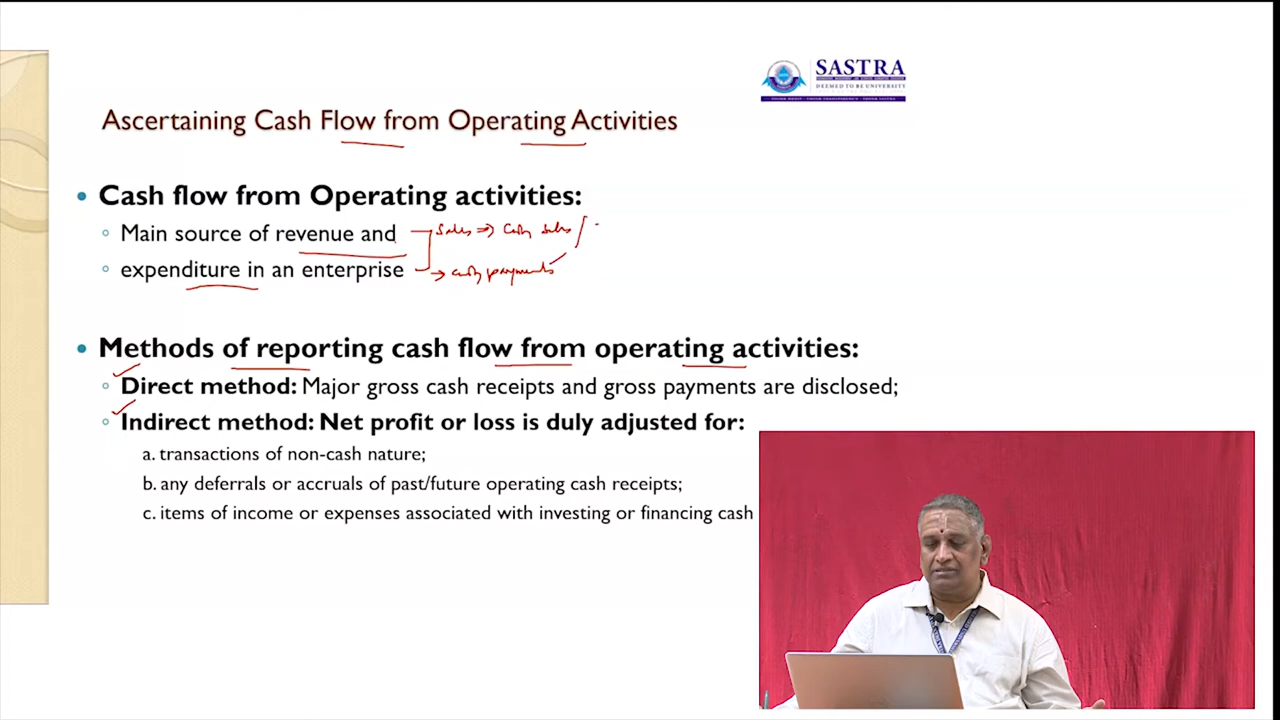 SASTRA
DEEMED TO BE UNIVERSITY
Ascertaining Cash Flow from Operating Activities
Cash flow from Operating activities:
Main source of revenue and
Sales ⇒ Cash sales /
expenditure in an enterprise
→ cash payments
Methods of reporting cash flow from operating activities:
Direct method: Major gross cash receipts and gross payments are disclosed;
Indirect method: Net profit or loss is duly adjusted for:
a. transactions of non-cash nature;
b. any deferrals or accruals of past/future operating cash receipts;
c. items of income or expenses associated with investing or financing cash